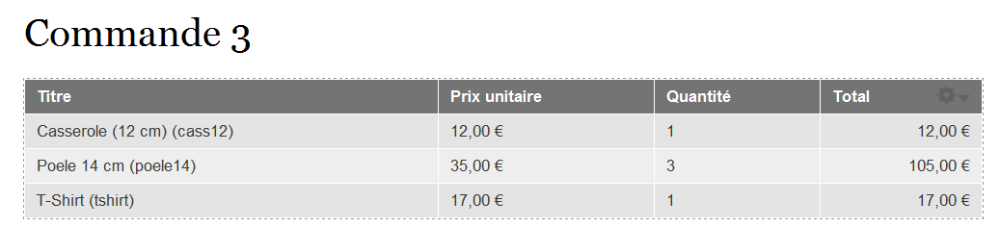 Commande 3
Titre Prix unitaire Quantité Total
Casserole (12 cm) (cass12) 12,00 € 1 12,00 €
Poele 14 cm (poele14) 35,00 € 3 105,00 €
T-Shirt (tshirt) 17,00 € 1 17,00 €